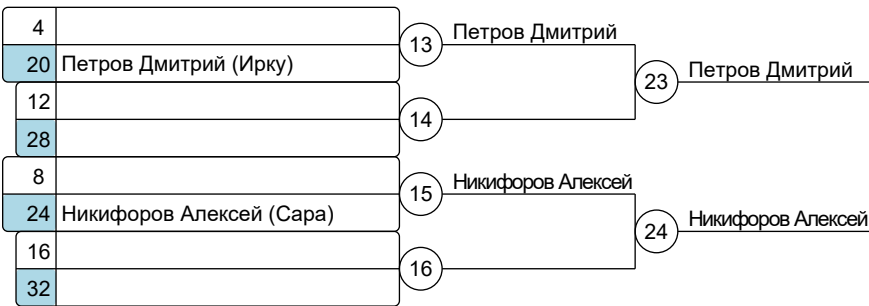 4
13
Петров Дмитрий
20 Петров Дмитрий (Ирку)
23
Петров Дмитрий
12
14
28
8
15
Никифоров Алексей
24 Никифоров Алексей (Сара)
24
Никифоров Алексей
16
16
32